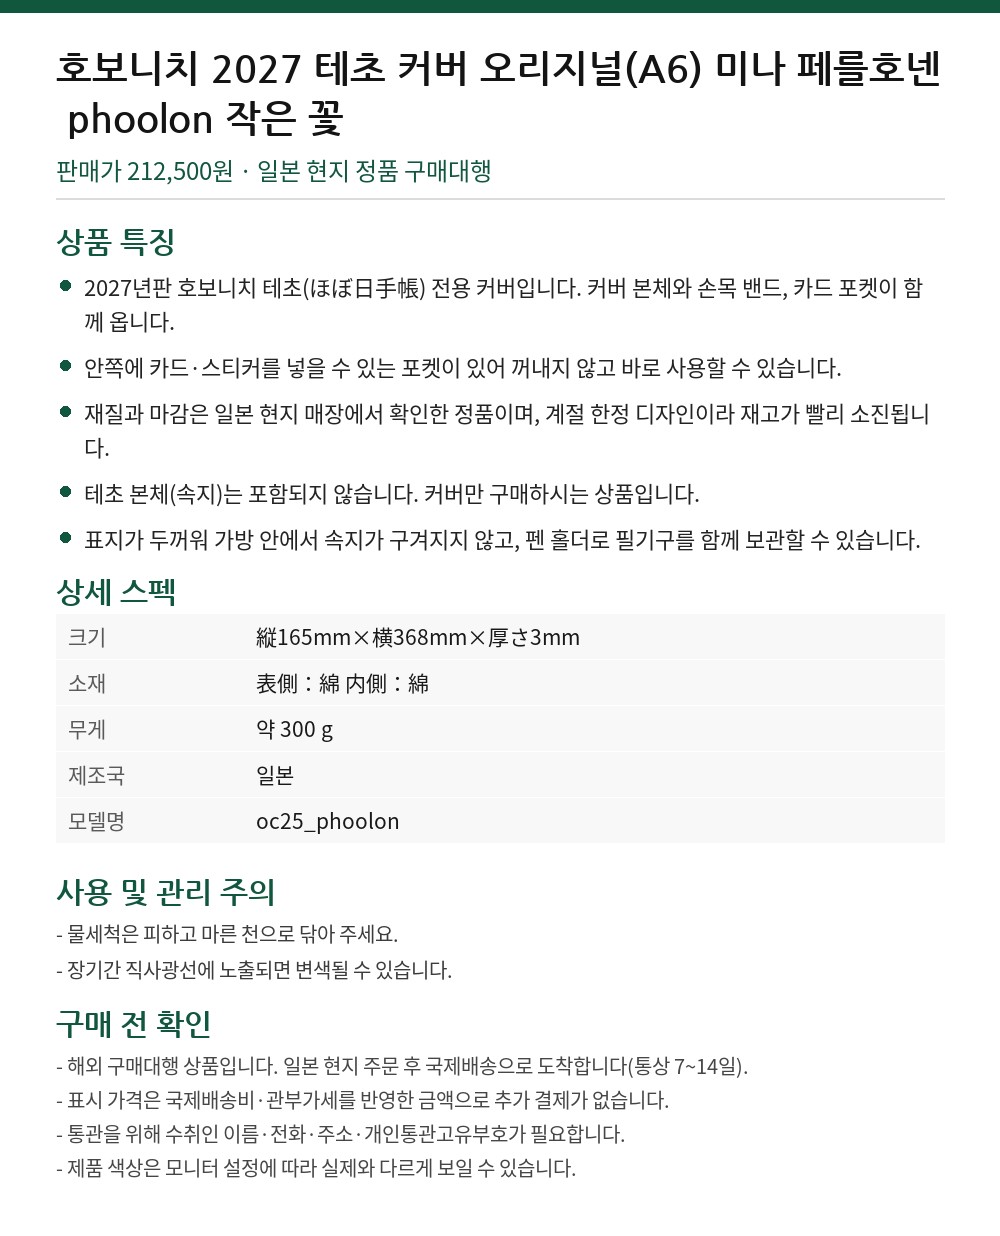 호보니치 2027 테초 커버 오리지널(A6) 미나 페를호넨
phoolon 작은 꽃
판매가 212,500원 · 일본 현지 정품 구매대행
상품 특징
2027년판 호보니치 테초(ほぼ日手帳) 전용 커버입니다. 커버 본체와 손목 밴드, 카드 포켓이 함
께 옵니다.
안쪽에 카드·스티커를 넣을 수 있는 포켓이 있어 꺼내지 않고 바로 사용할 수 있습니다.
재질과 마감은 일본 현지 매장에서 확인한 정품이며, 계절 한정 디자인이라 재고가 빨리 소진됩니
다.
테초 본체(속지)는 포함되지 않습니다. 커버만 구매하시는 상품입니다.
표지가 두꺼워 가방 안에서 속지가 구겨지지 않고, 펜 홀더로 필기구를 함께 보관할 수 있습니다.
상세 스펙
크기 縦165mm×横368mm×厚さ3mm
소재 表側：綿 内側：綿
무게 약 300 g
제조국 일본
모델명 oc25_phoolon
사용 및 관리 주의
- 물세척은 피하고 마른 천으로 닦아 주세요.
- 장기간 직사광선에 노출되면 변색될 수 있습니다.
구매 전 확인
- 해외 구매대행 상품입니다. 일본 현지 주문 후 국제배송으로 도착합니다(통상 7~14일).
- 표시 가격은 국제배송비·관부가세를 반영한 금액으로 추가 결제가 없습니다.
- 통관을 위해 수취인 이름·전화·주소·개인통관고유부호가 필요합니다.
- 제품 색상은 모니터 설정에 따라 실제와 다르게 보일 수 있습니다.